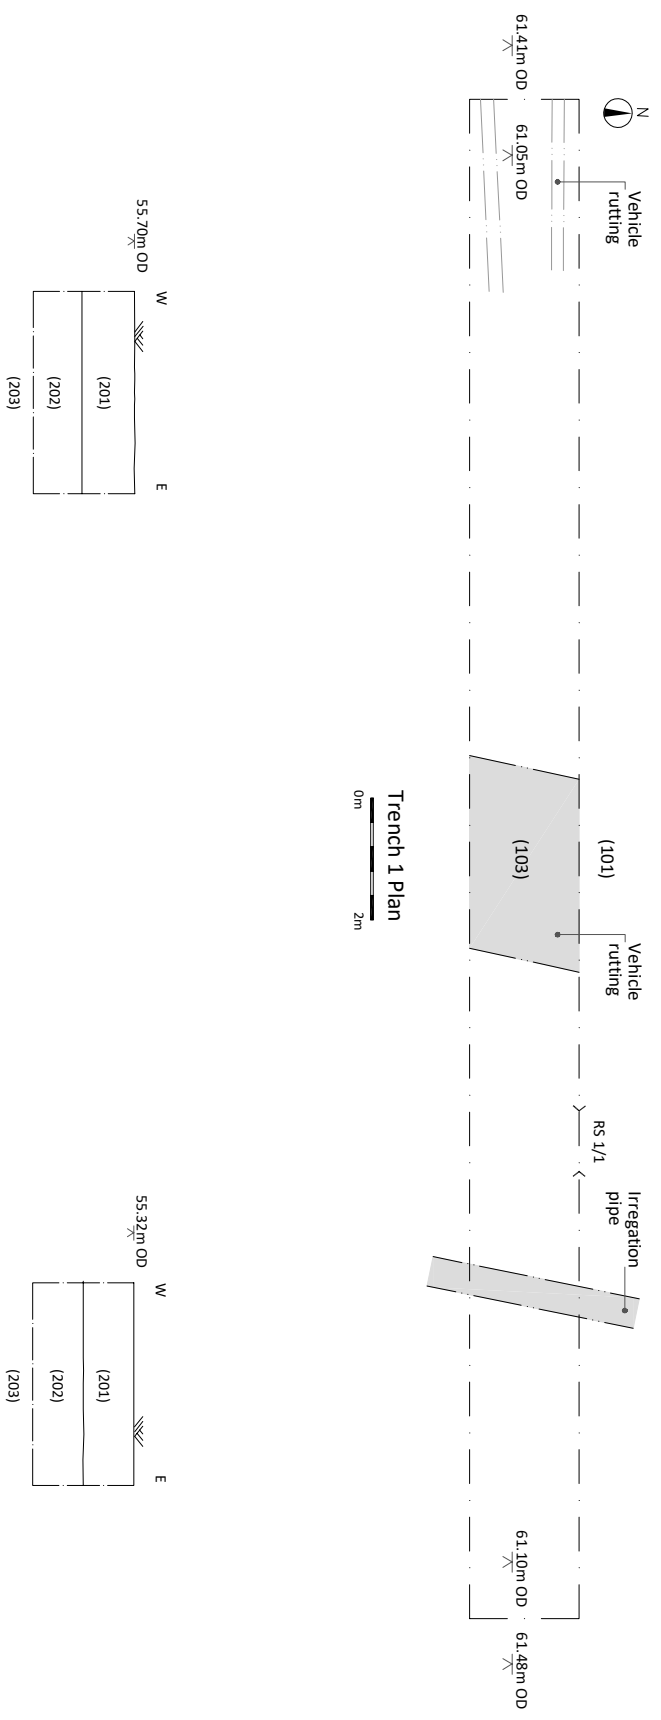 N
61.41m OD
61.05m OD
Vehicle
rutting
(101)
(103)
Vehicle
rutting
RS 1/1
Irregation
pipe
61.10m OD
61.48m OD
Trench 1 Plan
0m
2m
55.70m OD
W
E
(201)
(202)
(203)
55.32m OD
W
E
(201)
(202)
(203)